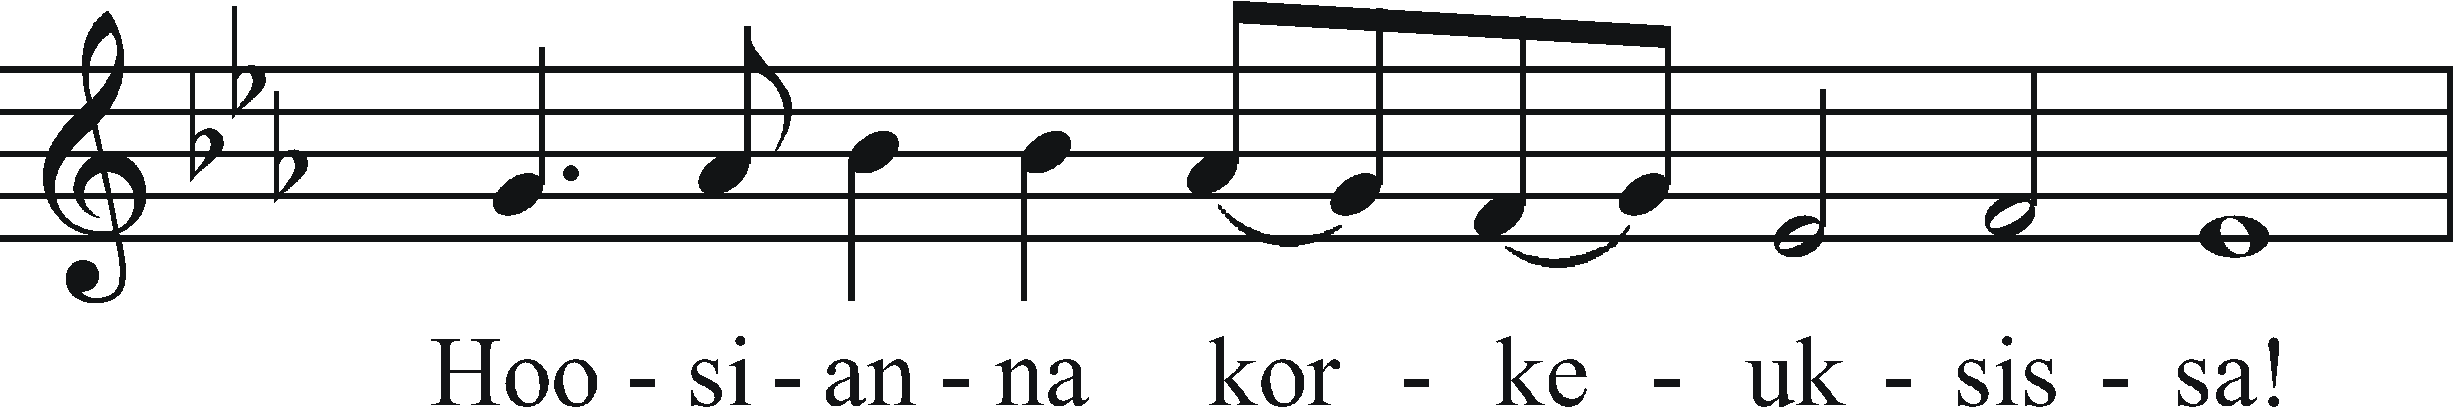 Hoo - si - an - na kor - ke - uk - sis - sa!